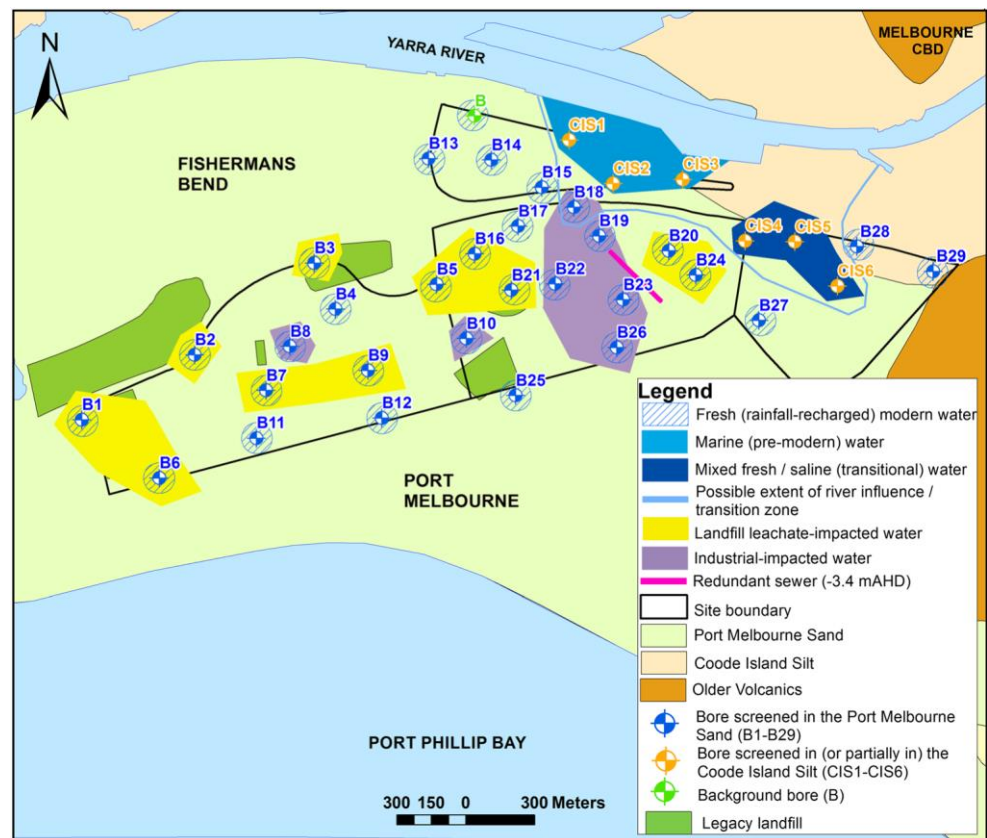 MELBOURNE
CBD
N
YARRA RIVER
B
CIS1
B13
B14
FISHERMANS
BEND
B15
CIS2
CIS3
B18
B17
B19
CIS4
CIS5
B28
B16
B20
B3
B5
B21
B22
B24
B29
CIS6
B4
B23
B27
B2
B8
B10
B26
B7
B9
B25
B1
B11
B12
B6
PORT
MELBOURNE
PORT PHILLIP BAY
300 150 0 300 Meters
Legend
Fresh (rainfall-recharged) modern water
Marine (pre-modern) water
Mixed fresh / saline (transitional) water
Possible extent of river influence /
transition zone
Landfill leachate-impacted water
Industrial-impacted water
Redundant sewer (-3.4 mAHD)
Site boundary
Port Melbourne Sand
Coode Island Silt
Older Volcanics
Bore screened in the Port Melbourne
Sand (B1-B29)
Bore screened in (or partially in) the
Coode Island Silt (CIS1-CIS6)
Background bore (B)
Legacy landfill